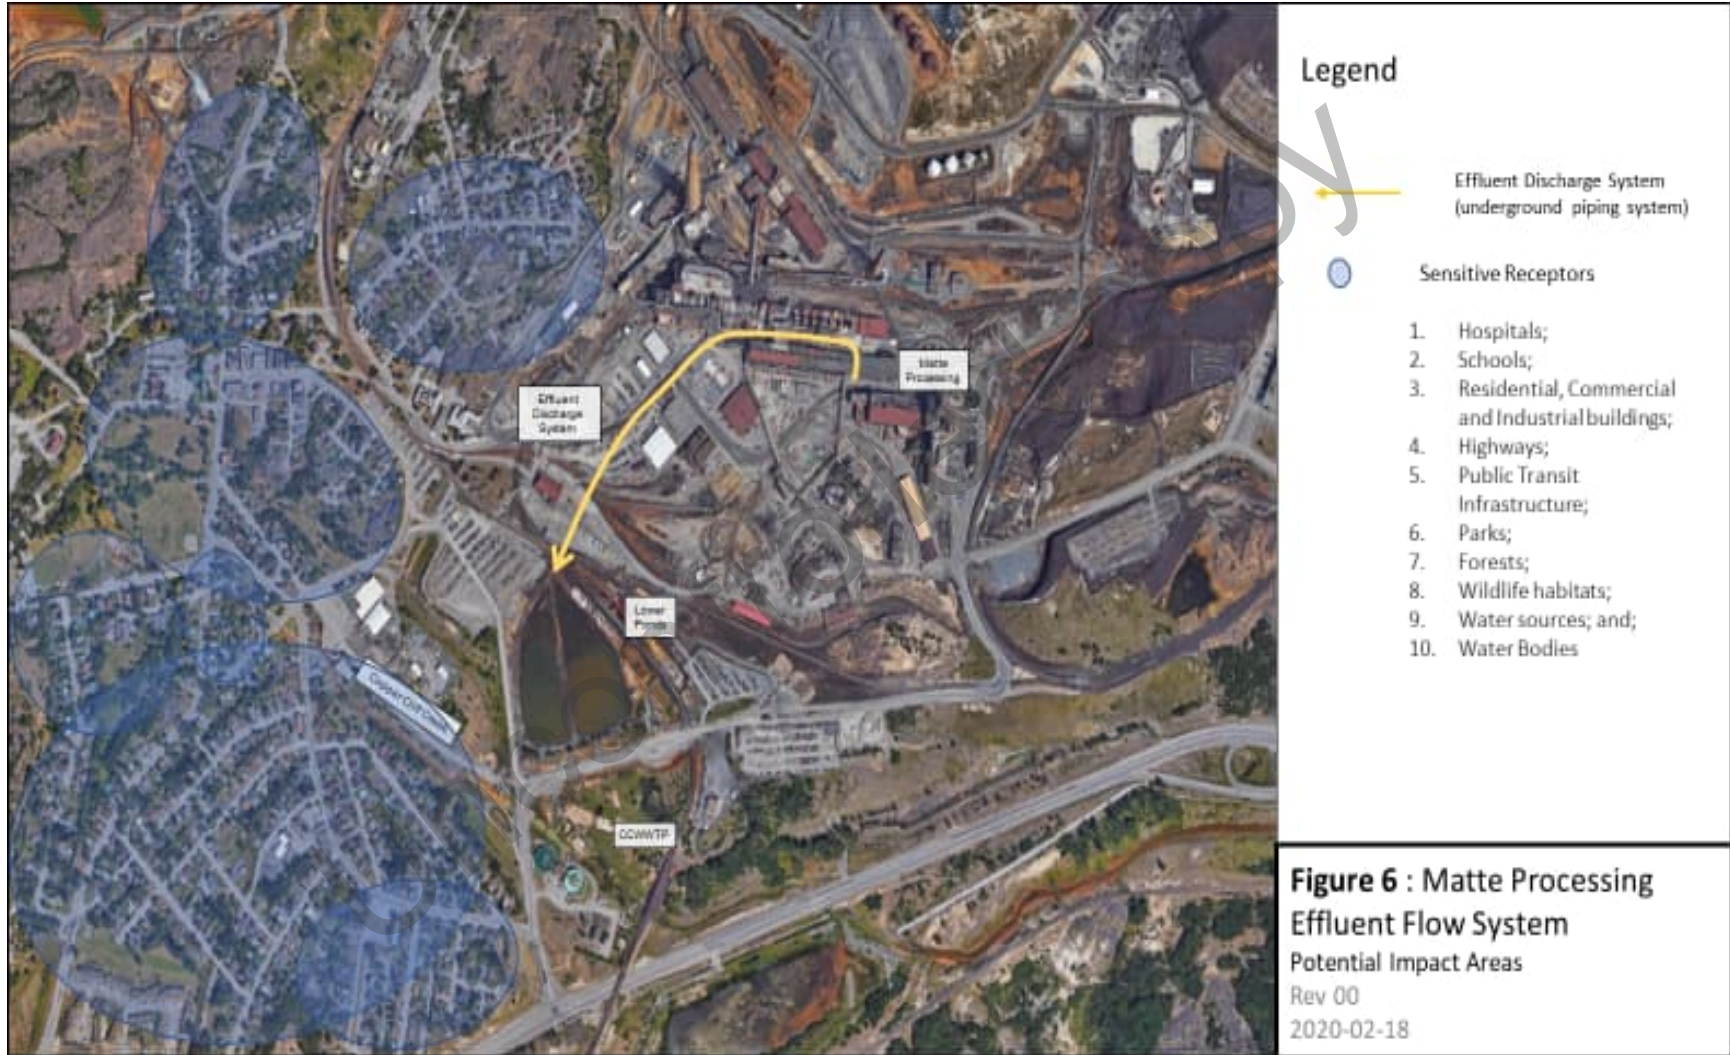 Legend
Effluent Discharge System
(underground piping system)
Sensitive Receptors
1. Hospitals;
2. Schools;
3. Residential, Commercial
and Industrial buildings;
4. Highways;
5. Public Transit
Infrastructure;
6. Parks;
7. Forests;
8. Wildlife habitats;
9. Water sources; and;
10. Water Bodies
Matte
Processing
Effluent
Discharge
System
Lower
Ponds
Copper Cliff
CCWWTP
Figure 6 : Matte Processing
Effluent Flow System
Potential Impact Areas
Rev 00
2020-02-18